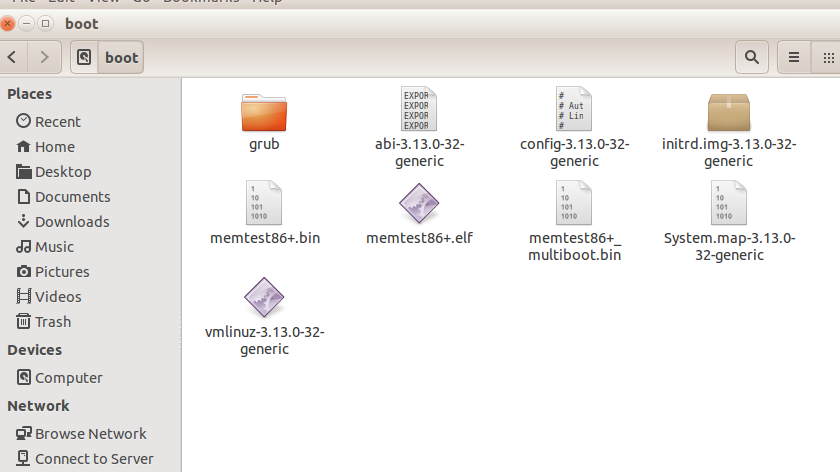 File Edit View Go Bookmarks Help
boot
boot
Places
Recent
Home
Desktop
Documents
Downloads
Music
Pictures
Videos
Trash
Devices
Computer
Network
Browse Network
Connect to Server
EXPOR
EXPOR
EXPOR
EXPOR
#
# Aut
# Lin
#
grub
abi-3.13.0-32-
generic
config-3.13.0-32-
generic
initrd.img-3.13.0-32-
generic
1
10
101
1010
1
10
101
1010
1
10
101
1010
memtest86+.bin
memtest86+.elf
memtest86+_
multiboot.bin
System.map-3.13.0-
32-generic
vmlinuz-3.13.0-32-
generic